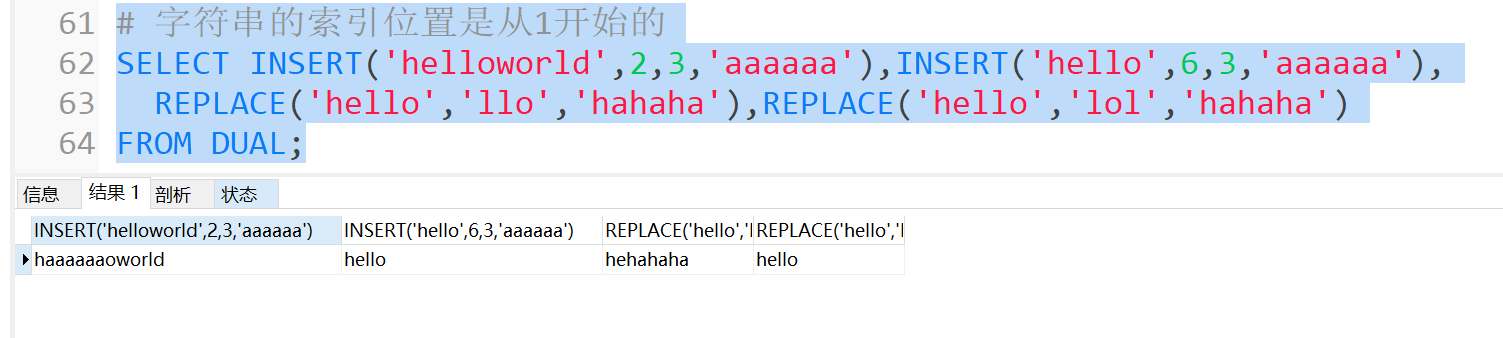 61 # 字符串的索引位置是从1开始的
62 SELECT INSERT('helloworld',2,3,'aaaaaa'),INSERT('hello',6,3,'aaaaaa'),
63 REPLACE('hello','llo','hahaha'),REPLACE('hello','lol','hahaha')
64 FROM DUAL;
信息 结果 1 剖析 状态
INSERT('helloworld',2,3,'aaaaaa') INSERT('hello',6,3,'aaaaaa') REPLACE('hello','l REPLACE('hello','l
haaaaaaoworld hello hehahaha hello